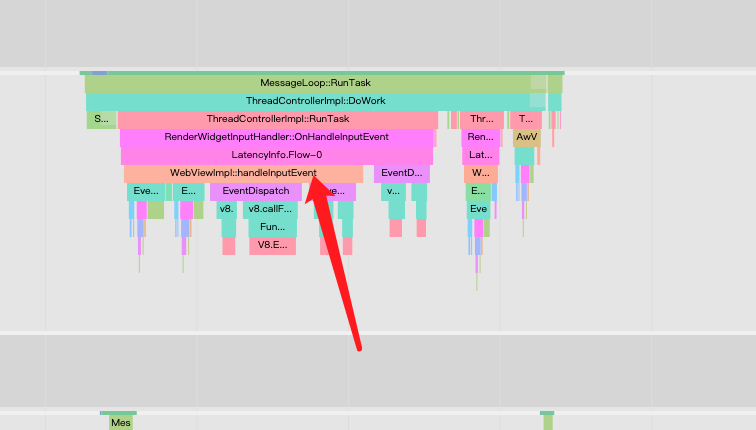 MessageLoop::RunTask
ThreadControllerImpl::DoWork
S... ThreadControllerImpl::RunTask Thr... T...
RenderWidgetInputHandler::OnHandleInputEvent Ren... AwV
LatencyInfo.Flow-0 Lat...
WebViewImpl::handleInputEvent EventD... W...
Eve... E... EventDispatch v... E...
v8. v8.callF... Eve
Fun...
V8.E...
Mes